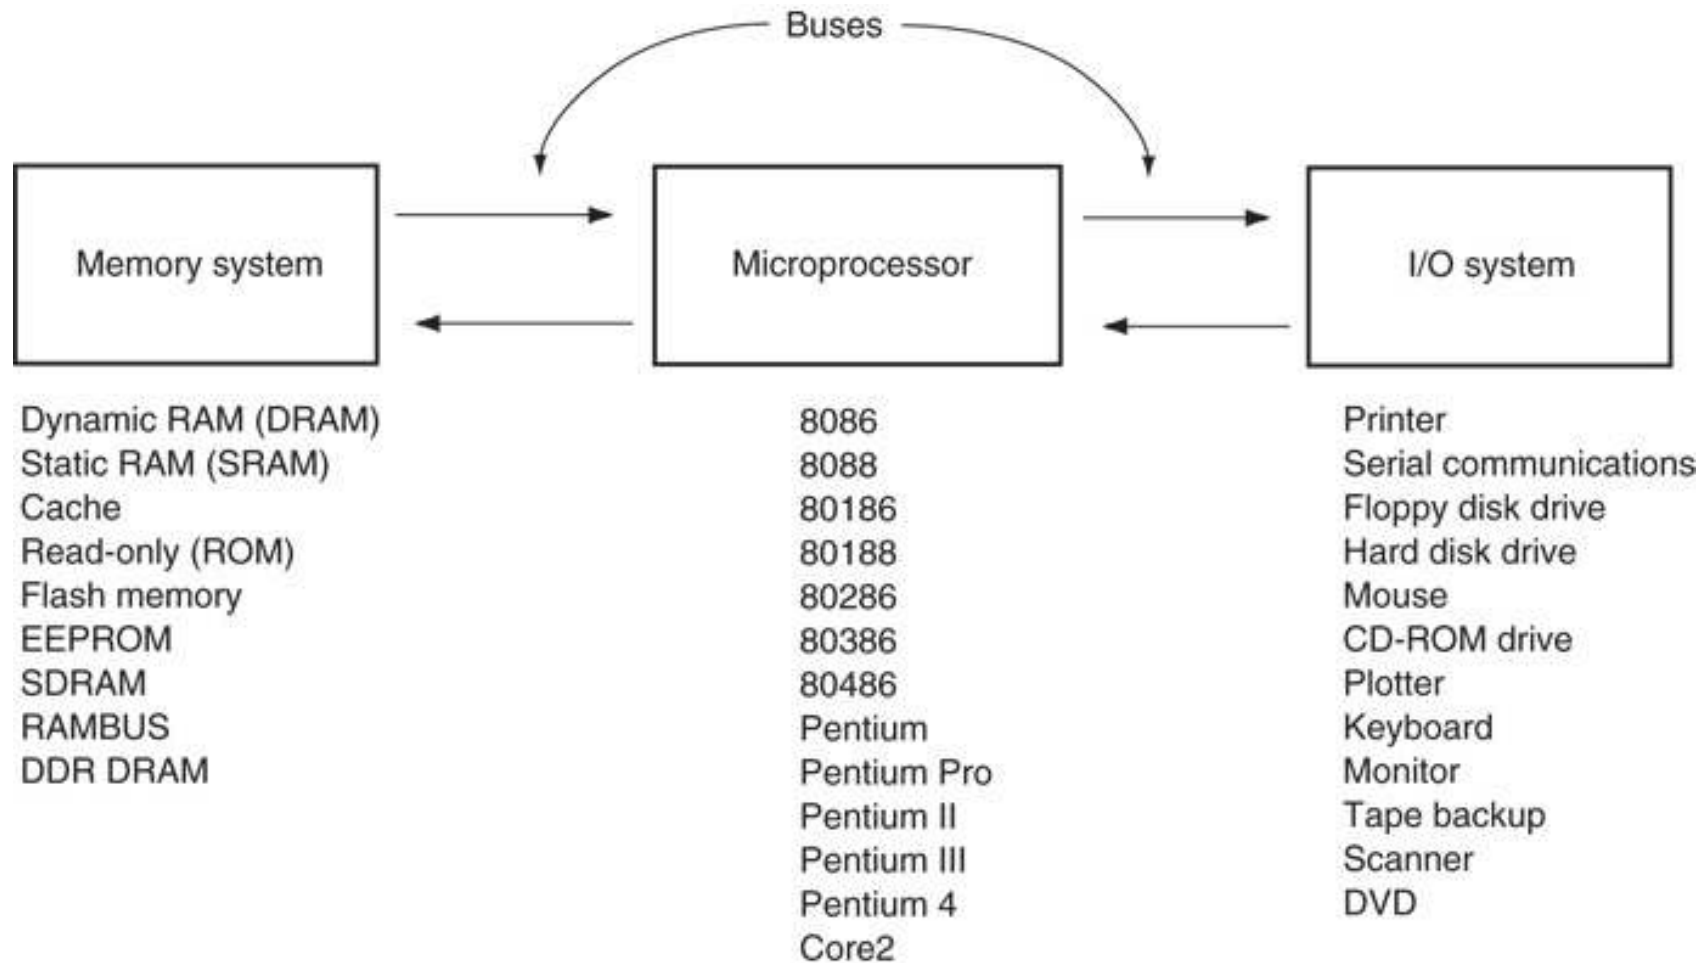 Buses
Memory system
Microprocessor
I/O system
Dynamic RAM (DRAM)
Static RAM (SRAM)
Cache
Read-only (ROM)
Flash memory
EEPROM
SDRAM
RAMBUS
DDR DRAM
8086
8088
80186
80188
80286
80386
80486
Pentium
Pentium Pro
Pentium II
Pentium III
Pentium 4
Core2
Printer
Serial communications
Floppy disk drive
Hard disk drive
Mouse
CD-ROM drive
Plotter
Keyboard
Monitor
Tape backup
Scanner
DVD